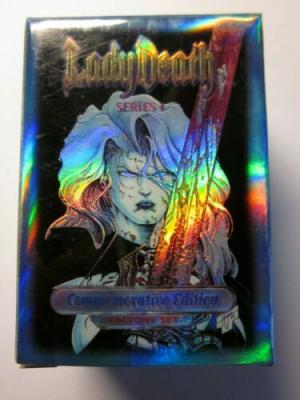 Lady Death
SERIES I
Commemorative Edition
FACTORY SET